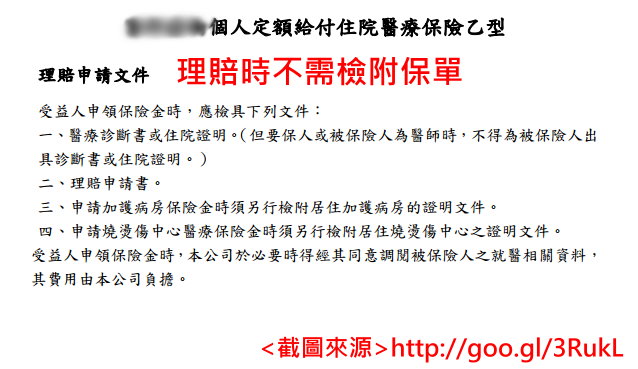 個人定額給付住院醫療保險乙型
理賠申請文件 理賠時不需檢附保單
受益人申領保險金時，應檢具下列文件：
一、醫療診斷書或住院證明。（但要保人或被保險人為醫師時，不得為被保險人出
具診斷書或住院證明。）
二、理賠申請書。
三、申請加護病房保險金時須另行檢附居住加護病房的證明文件。
四、申請燒燙傷中心醫療保險金時須另行檢附居住燒燙傷中心之證明文件。
受益人申領保險金時，本公司於必要時得經其同意調閱被保險人之就醫相關資料，
其費用由本公司負擔。
<截圖來源>http://goo.gl/3RukL